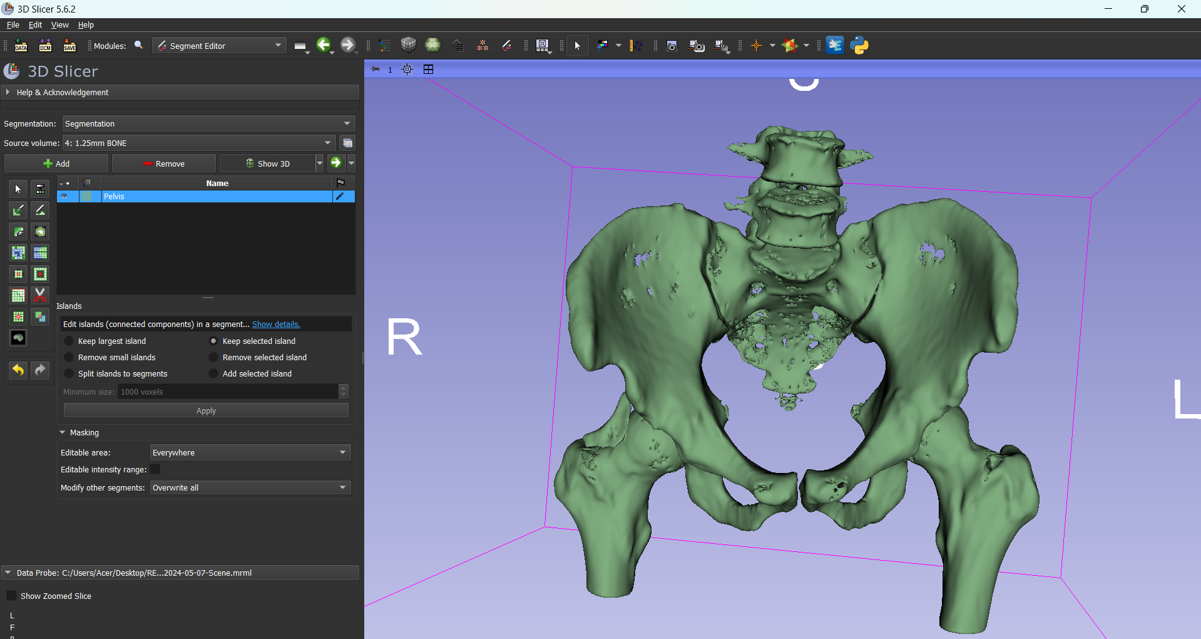 3D Slicer 5.6.2
File Edit View Help
DATA DCM SAVE Modules: Segment Editor
3D Slicer
1
Help & Acknowledgement
Segmentation: Segmentation
Source volume: 4: 1.25mm BONE
Add Remove Show 3D
Name
Pelvis
Islands
Edit islands (connected components) in a segment... Show details.
Keep largest island Keep selected island
Remove small islands Remove selected island
Split islands to segments Add selected island
Minimum size: 1000 voxels
Apply
Masking
Editable area: Everywhere
Editable intensity range:
Modify other segments: Overwrite all
R
L
Data Probe: C:/Users/Acer/Desktop/RE...2024-05-07-Scene.mrml
Show Zoomed Slice
L
F